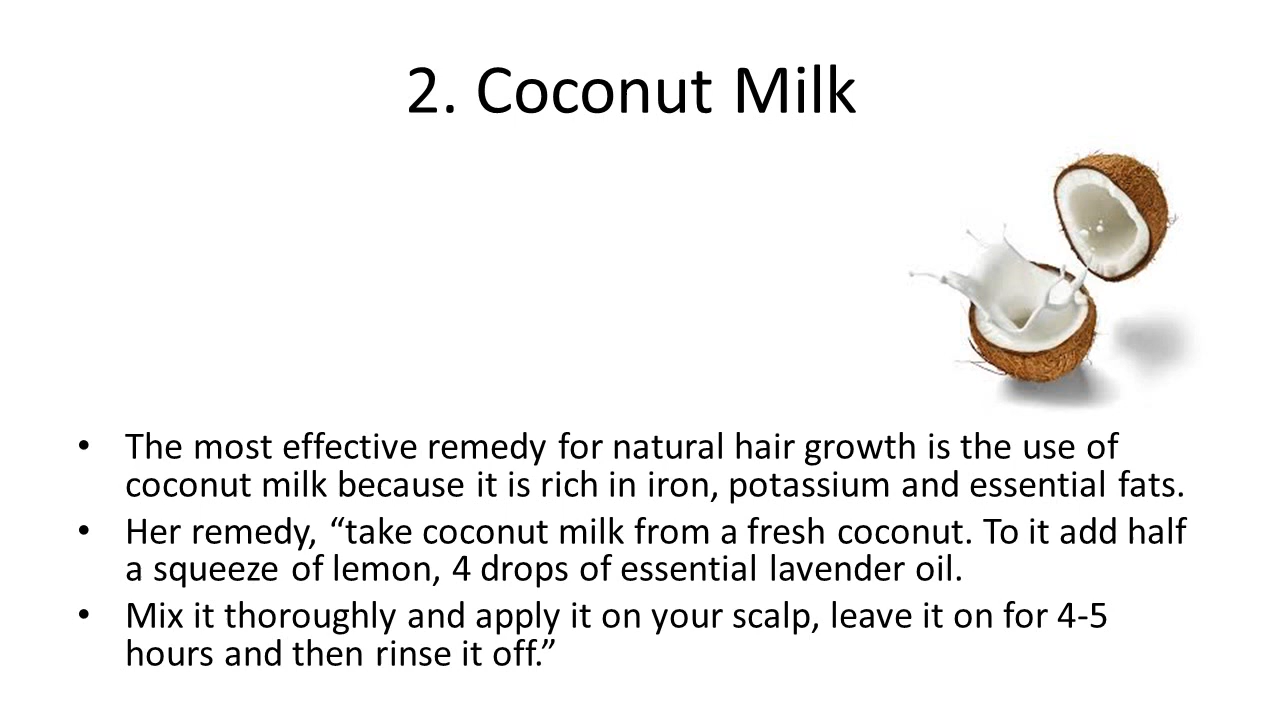 2. Coconut Milk
• The most effective remedy for natural hair growth is the use of
coconut milk because it is rich in iron, potassium and essential fats.
• Her remedy, “take coconut milk from a fresh coconut. To it add half
a squeeze of lemon, 4 drops of essential lavender oil.
• Mix it thoroughly and apply it on your scalp, leave it on for 4-5
hours and then rinse it off.”